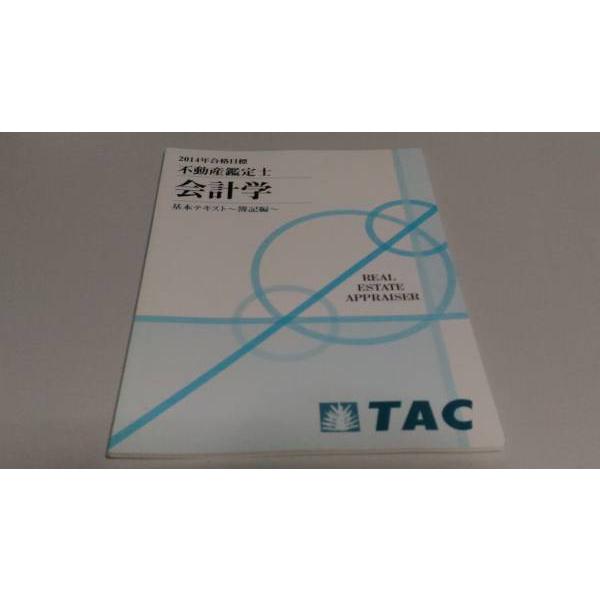 2014年合格目標
不動産鑑定士
会計学
基本テキスト～簿記編～
REAL
ESTATE
APPRAISER
TAC